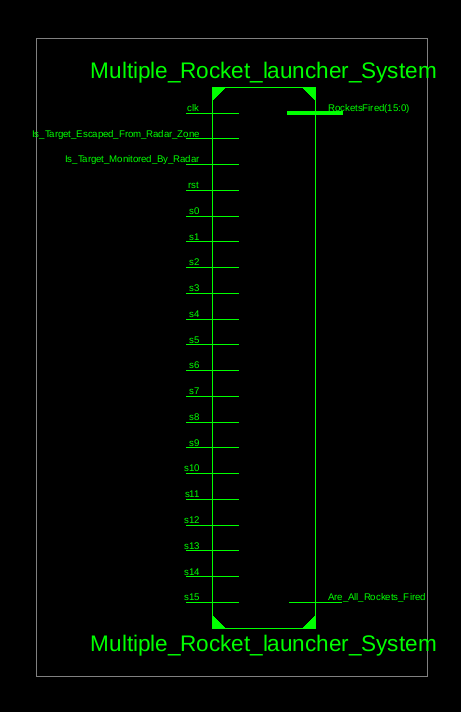 Multiple_Rocket_launcher_System
clk
RocketsFired(15:0)
Is_Target_Escaped_From_Radar_Zone
Is_Target_Monitored_By_Radar
rst
s0
s1
s2
s3
s4
s5
s6
s7
s8
s9
s10
s11
s12
s13
s14
s15
Are_All_Rockets_Fired
Multiple_Rocket_launcher_System